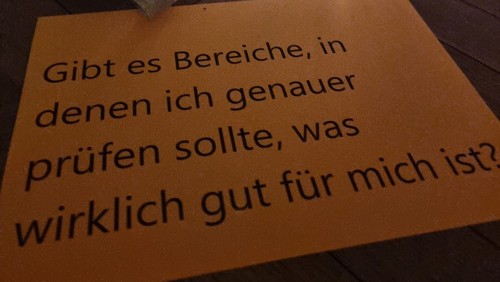 Gibt es Bereiche, in
denen ich genauer
prüfen sollte, was
wirklich gut für mich ist?